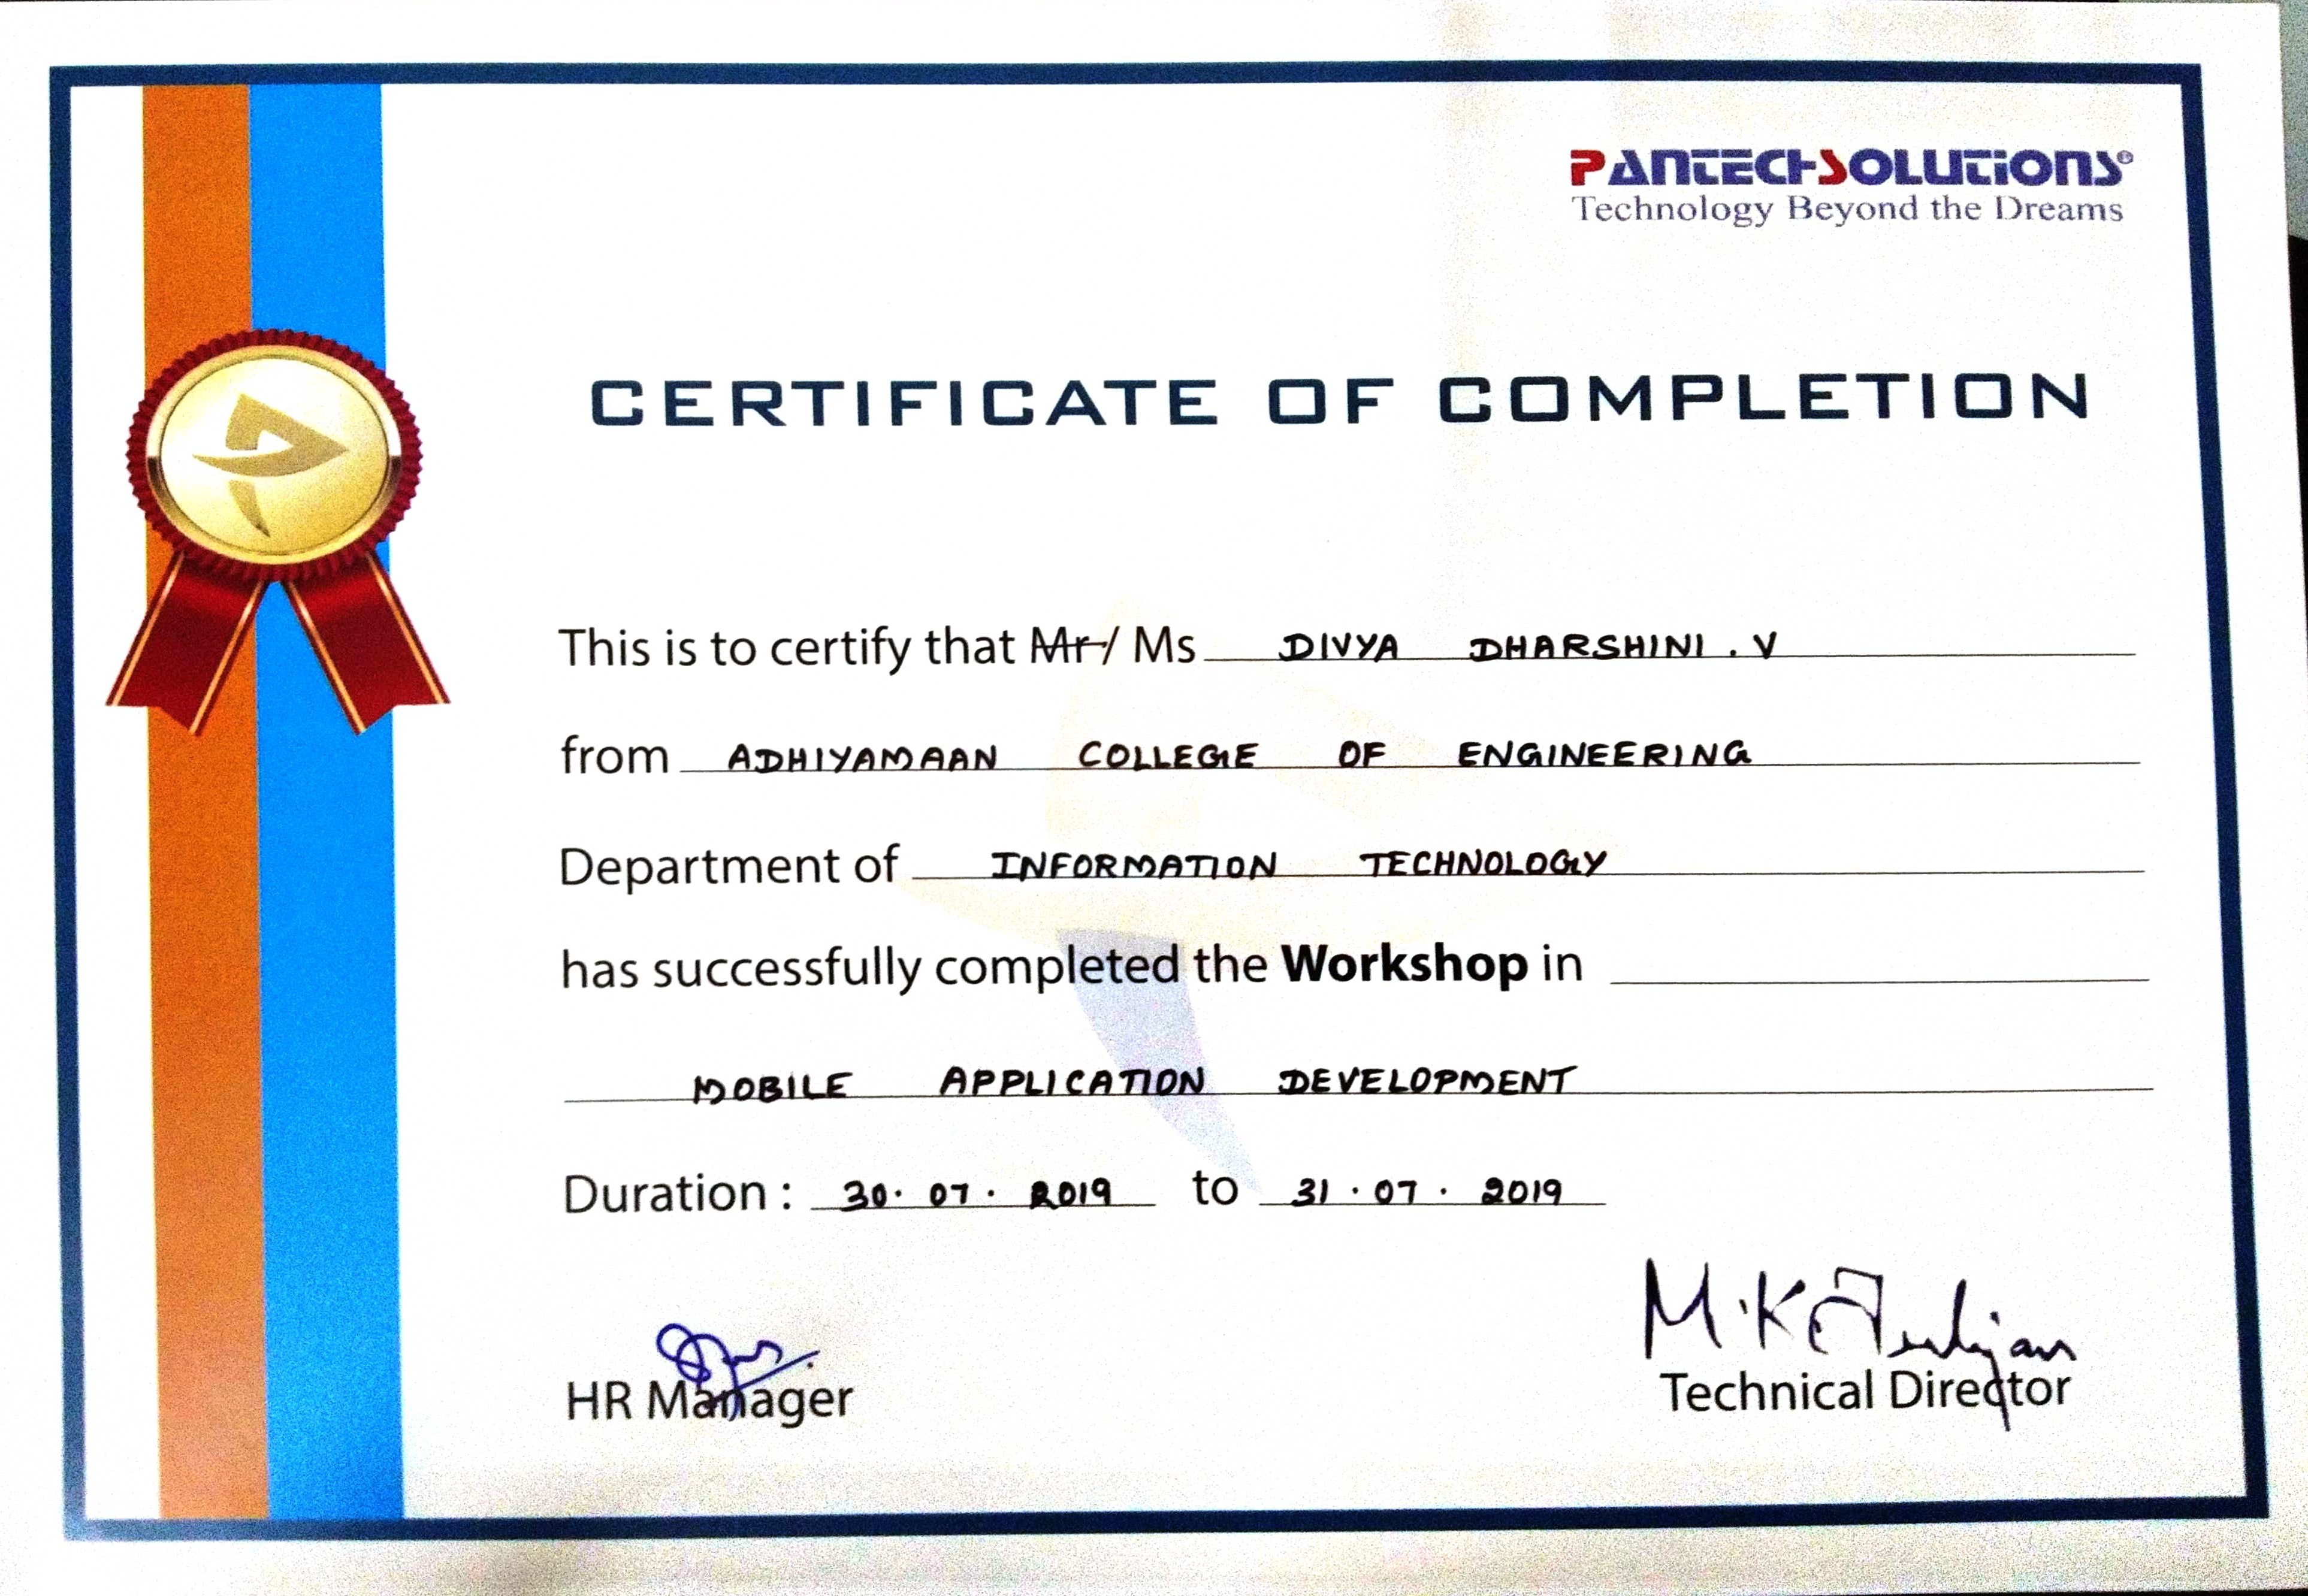 PANTECHSOLUTIONS®
Technology Beyond the Dreams
CERTIFICATE OF COMPLETION
This is to certify that Mr / Ms DIVYA DHARSHINI . V
from ADHIYAMAAN COLLEGE OF ENGINEERING
Department of INFORMATION TECHNOLOGY
has successfully completed the Workshop in
MOBILE APPLICATION DEVELOPMENT
Duration : 30. 07. 2019 to 31. 07. 2019
HR Manager
Technical Director